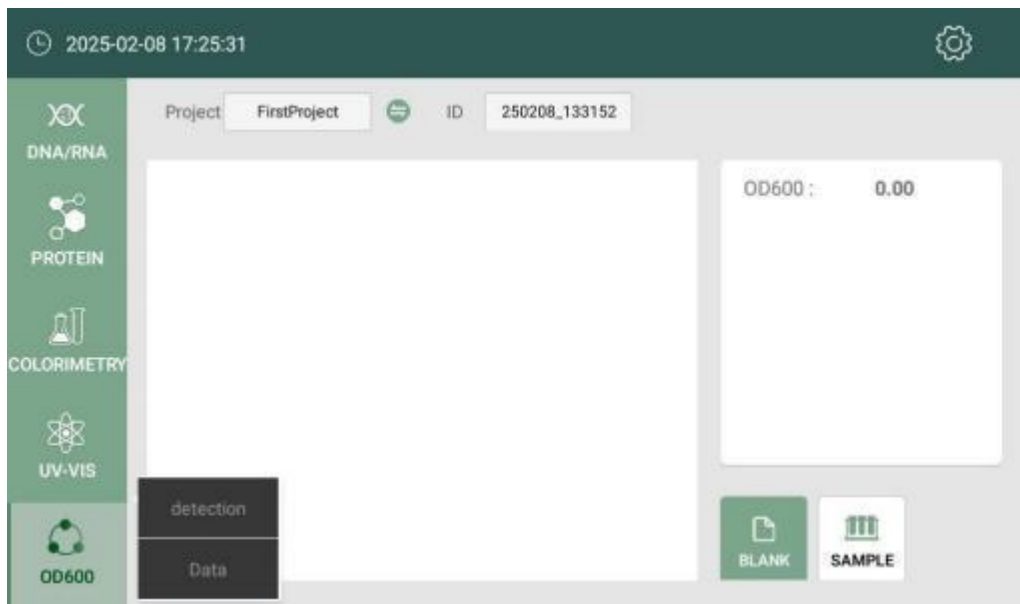 2025-02-08 17:25:31
Project FirstProject ID 250208_133152
DNA/RNA
PROTEIN
COLORIMETRY
UV-VIS
OD600
detection
Data
OD600 : 0.00
BLANK
SAMPLE